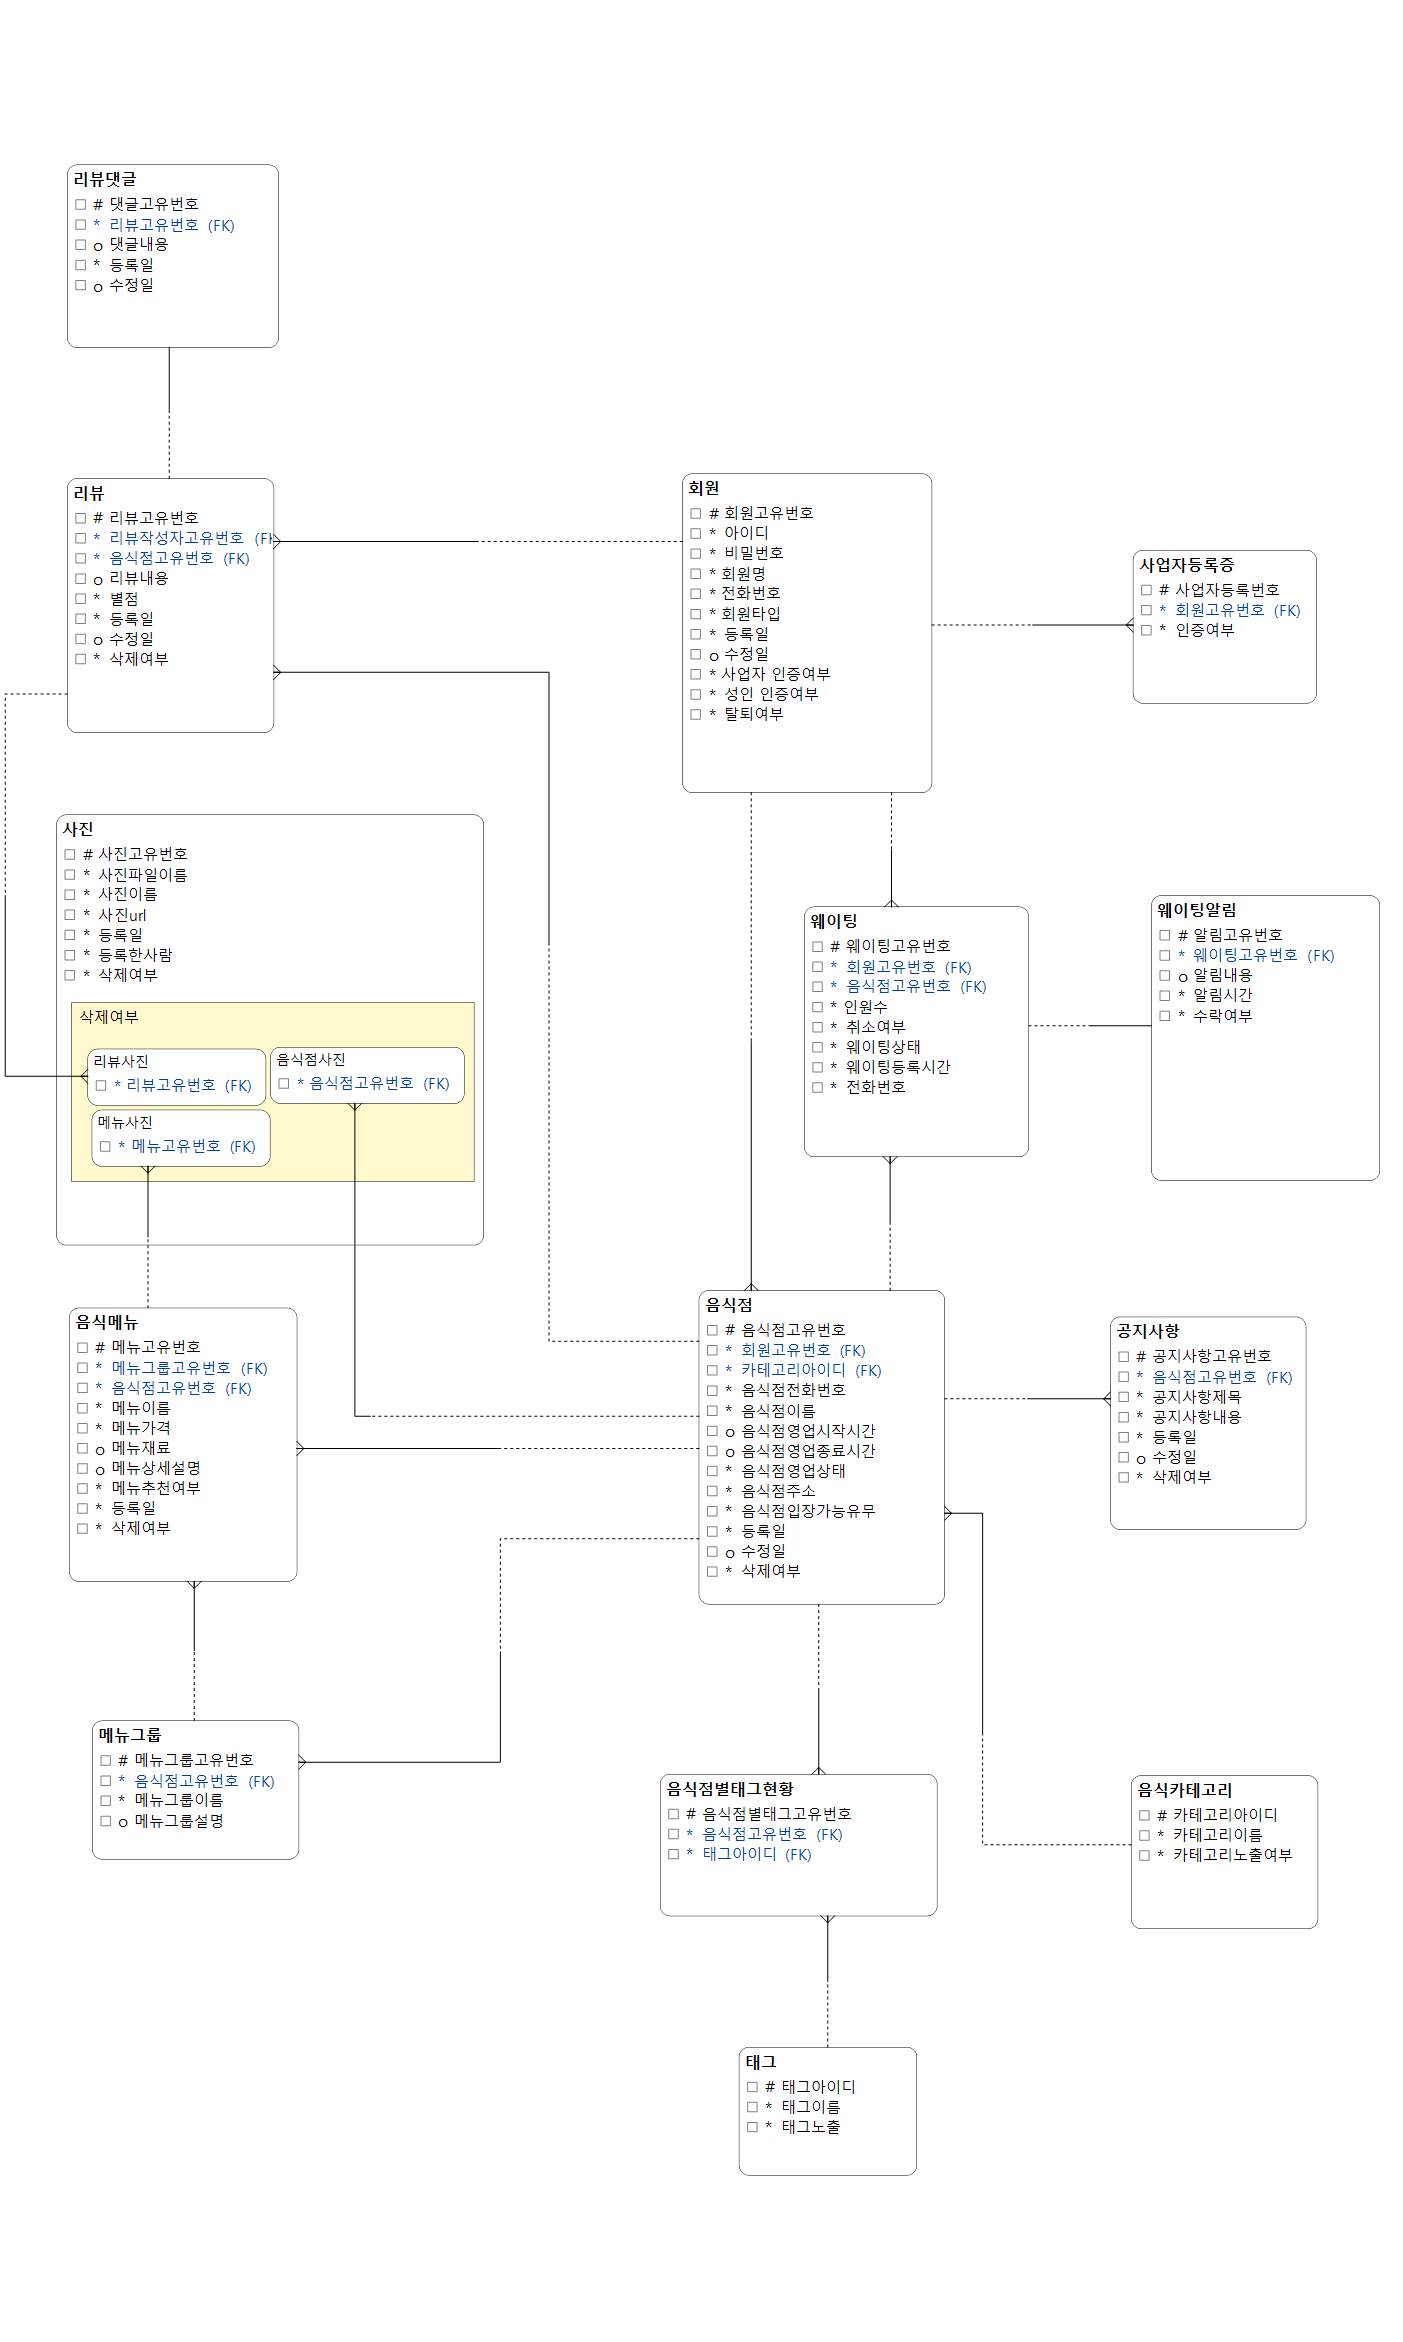 리뷰댓글
# 댓글고유번호
* 리뷰고유번호 (FK)
o 댓글내용
* 등록일
o 수정일
리뷰
# 리뷰고유번호
* 리뷰작성자고유번호 (FK
* 음식점고유번호 (FK)
o 리뷰내용
* 별점
* 등록일
o 수정일
* 삭제여부
회원
# 회원고유번호
* 아이디
* 비밀번호
* 회원명
* 전화번호
* 회원타입
* 등록일
o 수정일
* 사업자 인증여부
* 성인 인증여부
* 탈퇴여부
사업자등록증
# 사업자등록번호
* 회원고유번호 (FK)
* 인증여부
사진
# 사진고유번호
* 사진파일이름
* 사진이름
* 사진url
* 등록일
* 등록한사람
* 삭제여부
삭제여부
리뷰사진
* 리뷰고유번호 (FK)
음식점사진
* 음식점고유번호 (FK)
메뉴사진
* 메뉴고유번호 (FK)
웨이팅
# 웨이팅고유번호
* 회원고유번호 (FK)
* 음식점고유번호 (FK)
* 인원수
* 취소여부
* 웨이팅상태
* 웨이팅등록시간
* 전화번호
웨이팅알림
# 알림고유번호
* 웨이팅고유번호 (FK)
o 알림내용
* 알림시간
* 수락여부
음식메뉴
# 메뉴고유번호
* 메뉴그룹고유번호 (FK)
* 음식점고유번호 (FK)
* 메뉴이름
* 메뉴가격
o 메뉴재료
o 메뉴상세설명
* 메뉴추천여부
* 등록일
* 삭제여부
음식점
# 음식점고유번호
* 회원고유번호 (FK)
* 카테고리아이디 (FK)
* 음식점전화번호
* 음식점이름
o 음식점영업시작시간
o 음식점영업종료시간
* 음식점영업상태
* 음식점주소
* 음식점입장가능유무
* 등록일
o 수정일
* 삭제여부
공지사항
# 공지사항고유번호
* 음식점고유번호 (FK)
* 공지사항제목
* 공지사항내용
* 등록일
o 수정일
* 삭제여부
메뉴그룹
# 메뉴그룹고유번호
* 음식점고유번호 (FK)
* 메뉴그룹이름
o 메뉴그룹설명
음식점별태그현황
# 음식점별태그고유번호
* 음식점고유번호 (FK)
* 태그아이디 (FK)
음식카테고리
# 카테고리아이디
* 카테고리이름
* 카테고리노출여부
태그
# 태그아이디
* 태그이름
* 태그노출